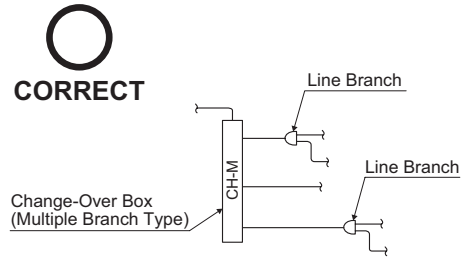 CORRECT
Line Branch
Line Branch
CH-M
Change-Over Box
(Multiple Branch Type)